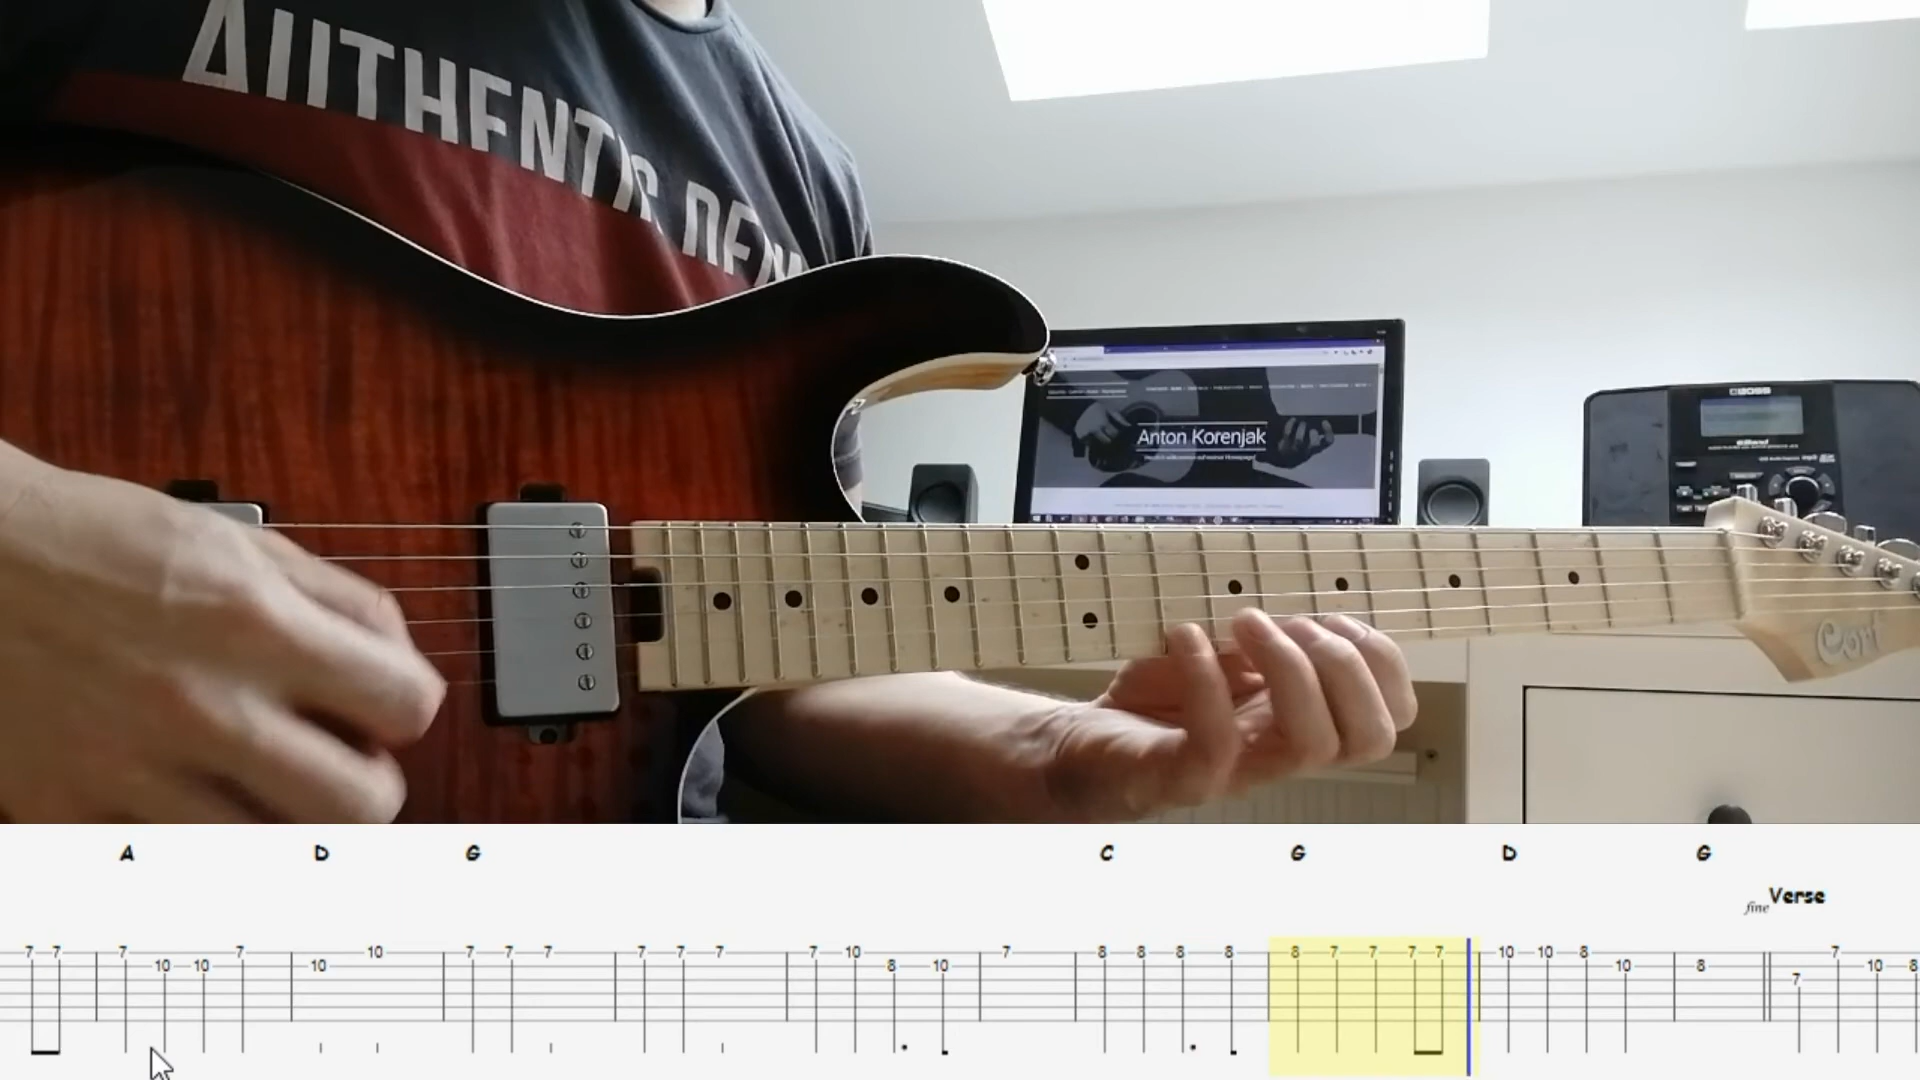 AUTHENTIC DEN
BOSS
Anton Korenjak
Cort
A D G C G D G
fine Verse
7 7 7 10 10 7 10 10 7 7 7 7 7 7 7 10 8 10 7 8 8 8 8 8 7 7 7 7 10 10 8 10 8 7 7 10 8